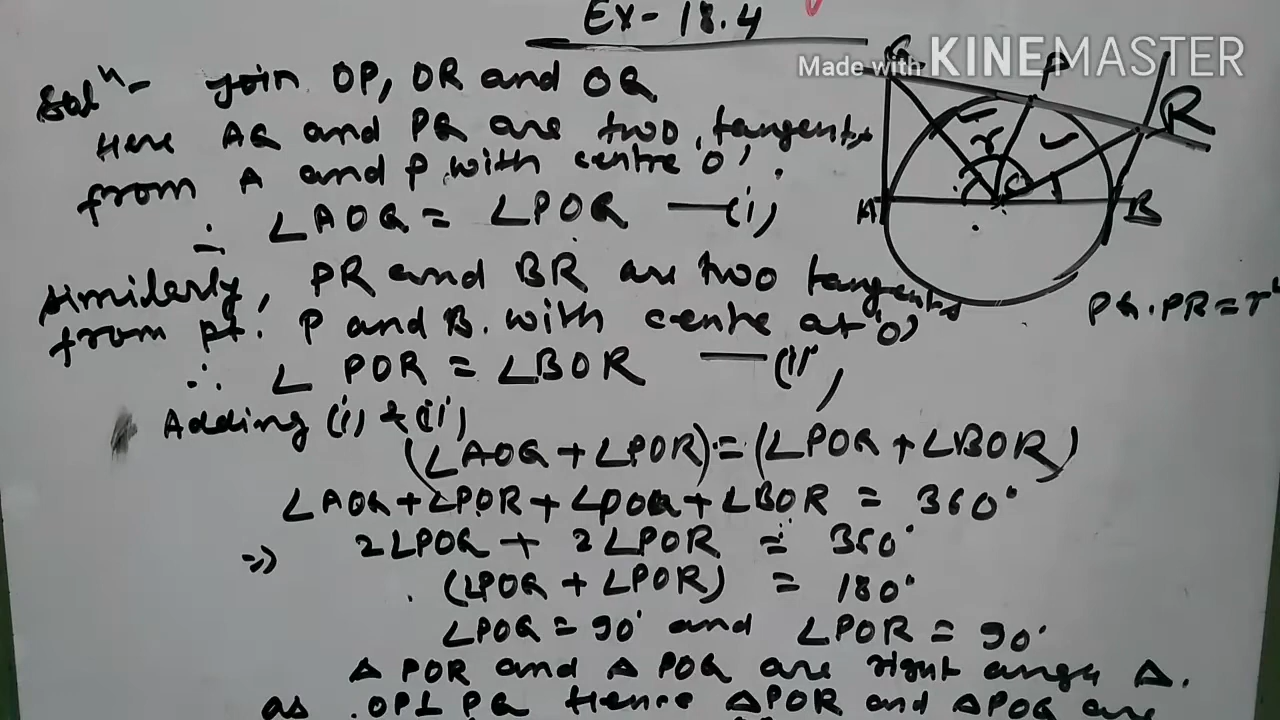 Ex-18.4
Made with KINEMASTER
Solⁿ- Join OP, OR and OQ
Here AQ and PQ are two tangents
from A and P with centre 'O'.
∴ ∠AOQ = ∠POQ —(i)
Similarly, PR and BR are two tangents
from pt. P and B. with centre at 'O'
∴ ∠POR = ∠BOR —(ii)
Adding (i) & (ii)
(∠AOQ + ∠POR) = (∠POQ + ∠BOR)
∠AOQ + ∠POR + ∠POQ + ∠BOR = 360°
=> 2∠POQ + 2∠POR = 360°
(∠POQ + ∠POR) = 180°
∠POQ = 90° and ∠POR = 90°
Δ POR and Δ POQ are right angle Δ.
as OP⊥PQ Hence ΔPOR and ΔPOQ are
Q
P
R
r
O
A
B
PQ.PR=r²